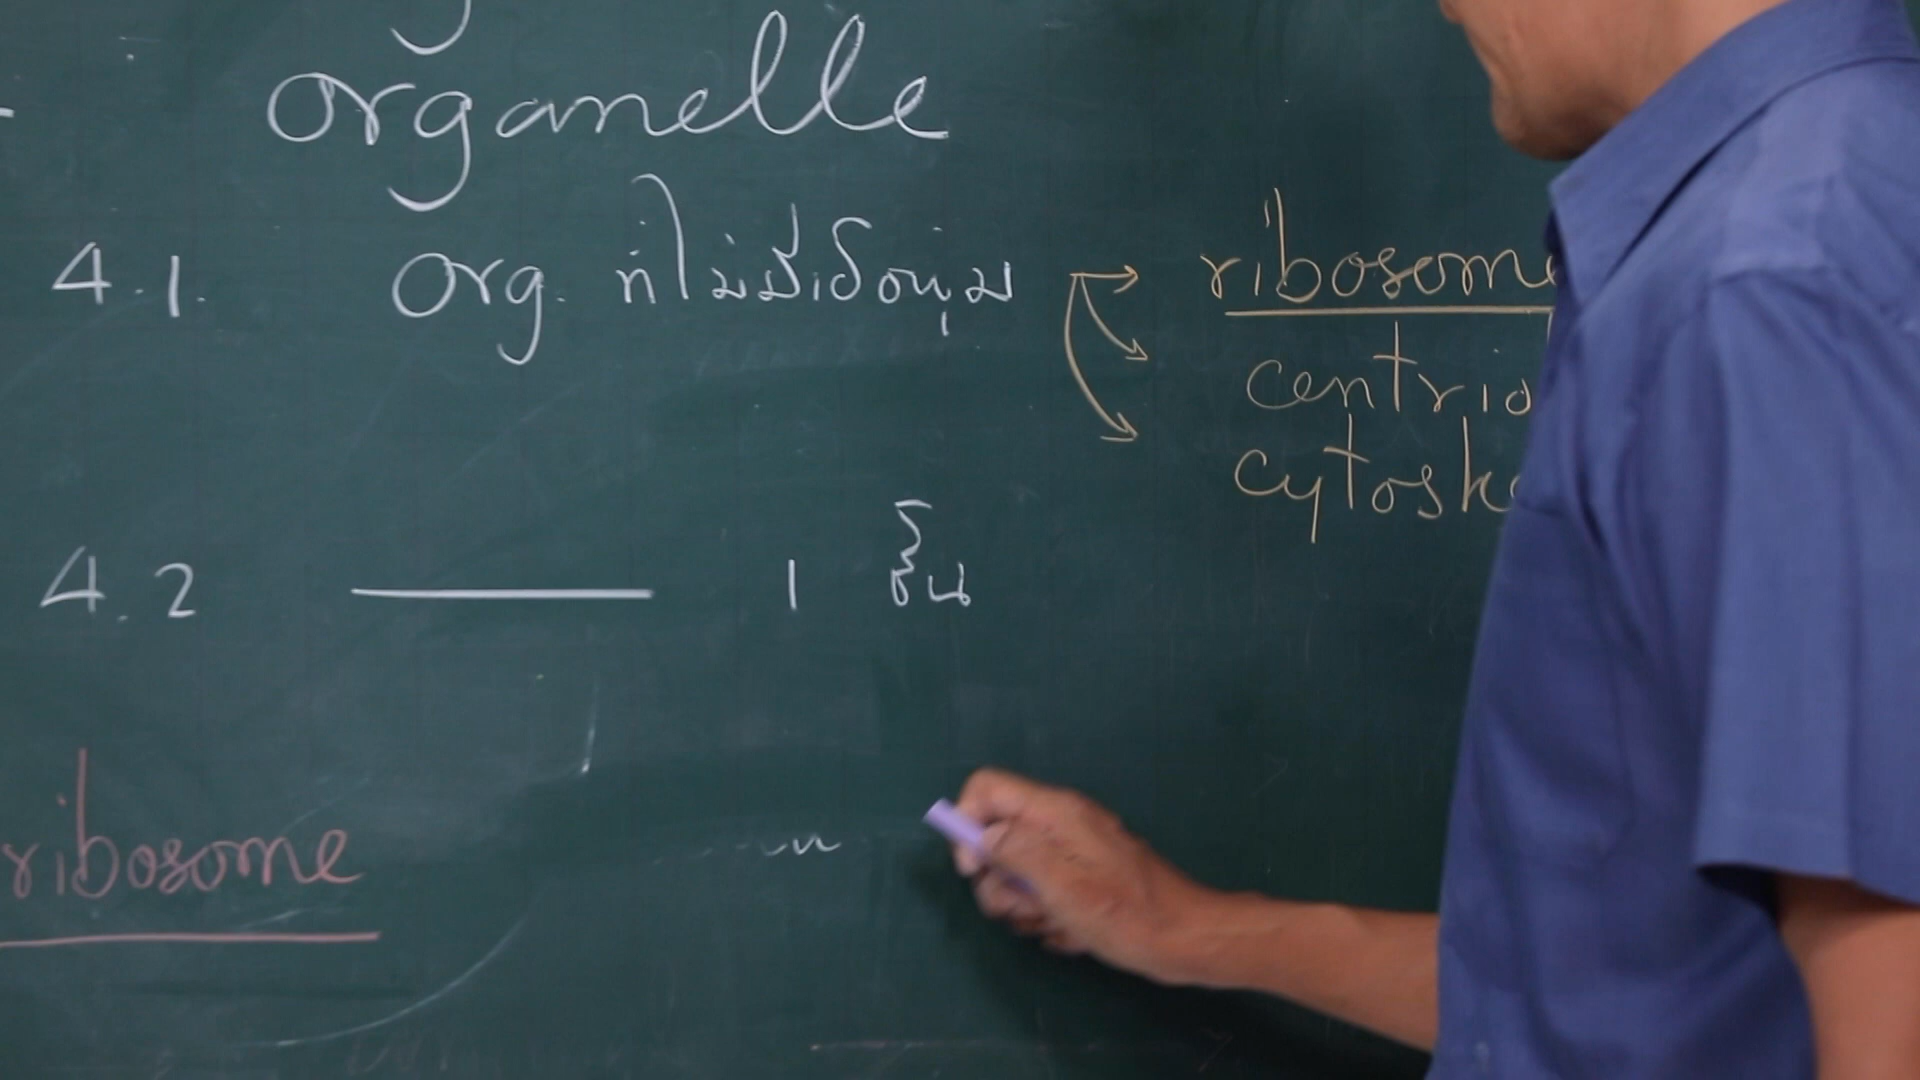 organelle
4.1. org. ที่ไม่มีเยื่อหุ้ม
ribosome
centrio
cytoske
4.2 1 ชั้น
ribosome